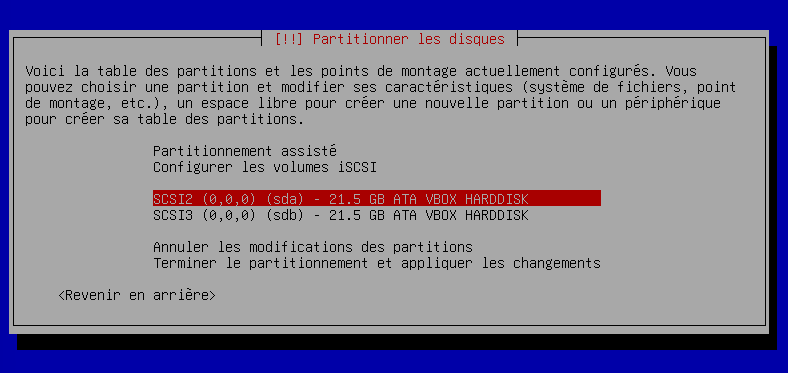 [!!] Partitionner les disques
Voici la table des partitions et les points de montage actuellement configurés. Vous
pouvez choisir une partition et modifier ses caractéristiques (système de fichiers, point
de montage, etc.), un espace libre pour créer une nouvelle partition ou un périphérique
pour créer sa table des partitions.
Partitionnement assisté
Configurer les volumes iSCSI
SCSI2 (0,0,0) (sda) - 21.5 GB ATA VBOX HARDDISK
SCSI3 (0,0,0) (sdb) - 21.5 GB ATA VBOX HARDDISK
Annuler les modifications des partitions
Terminer le partitionnement et appliquer les changements
<Revenir en arrière>